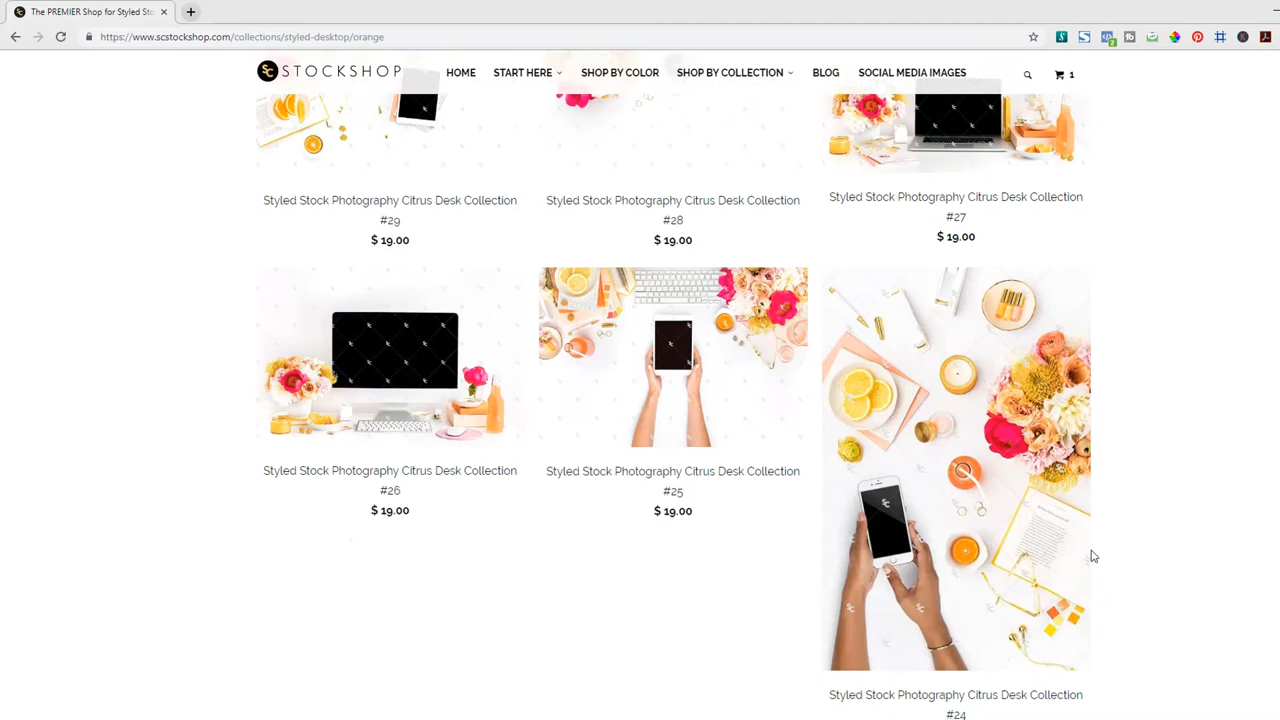 The PREMIER Shop for Styled Sto
https://www.scstockshop.com/collections/styled-desktop/orange
SC STOCKSHOP
HOME
START HERE
SHOP BY COLOR
SHOP BY COLLECTION
BLOG
SOCIAL MEDIA IMAGES
1
Styled Stock Photography Citrus Desk Collection
#29
$ 19.00
Styled Stock Photography Citrus Desk Collection
#28
$ 19.00
Styled Stock Photography Citrus Desk Collection
#27
$ 19.00
Styled Stock Photography Citrus Desk Collection
#26
$ 19.00
Styled Stock Photography Citrus Desk Collection
#25
$ 19.00
Styled Stock Photography Citrus Desk Collection
#24